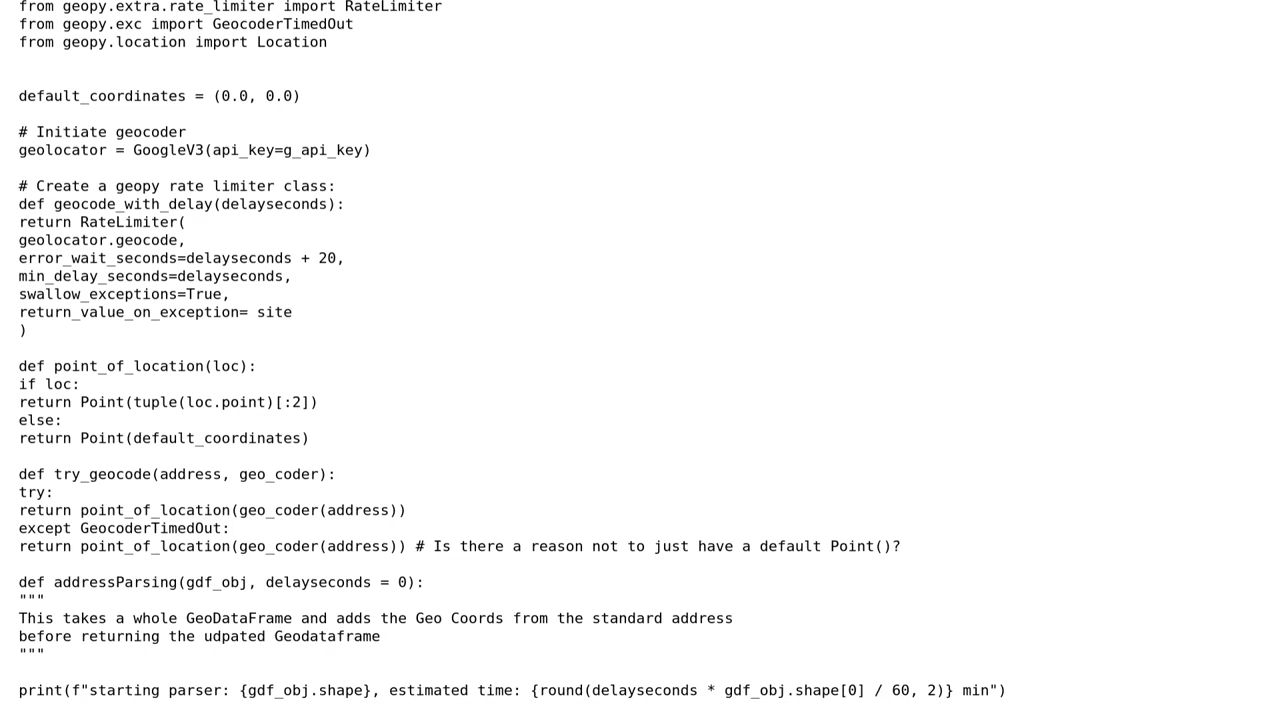 from geopy.extra.rate_limiter import RateLimiter
from geopy.exc import GeocoderTimedOut
from geopy.location import Location
default_coordinates = (0.0, 0.0)
# Initiate geocoder
geolocator = GoogleV3(api_key=g_api_key)
# Create a geopy rate limiter class:
def geocode_with_delay(delayseconds):
return RateLimiter(
geolocator.geocode,
error_wait_seconds=delayseconds + 20,
min_delay_seconds=delayseconds,
swallow_exceptions=True,
return_value_on_exception= site
)
def point_of_location(loc):
if loc:
return Point(tuple(loc.point)[:2])
else:
return Point(default_coordinates)
def try_geocode(address, geo_coder):
try:
return point_of_location(geo_coder(address))
except GeocoderTimedOut:
return point_of_location(geo_coder(address)) # Is there a reason not to just have a default Point()?
def addressParsing(gdf_obj, delayseconds = 0):
"""
This takes a whole GeoDataFrame and adds the Geo Coords from the standard address
before returning the udpated Geodataframe
"""
print(f"starting parser: {gdf_obj.shape}, estimated time: {round(delayseconds * gdf_obj.shape[0] / 60, 2)} min")